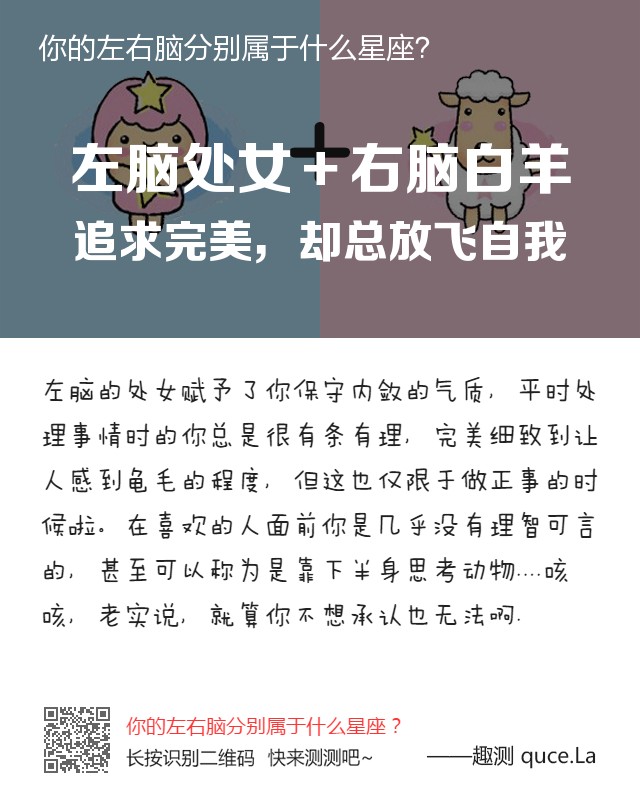 你的左右脑分别属于什么星座？
左脑处女＋右脑白羊
追求完美，却总放飞自我
左脑的处女赋予了你保守内敛的气质，平时处
理事情时的你总是很有条有理，完美细致到让
人感到龟毛的程度，但这也仅限于做正事的时
候啦。在喜欢的人面前你是几乎没有理智可言
的，甚至可以称为是靠下半身思考动物....咳
咳，老实说，就算你不想承认也无法啊.
你的左右脑分别属于什么星座？
长按识别二维码 快来测测吧~
——趣测 quce.La